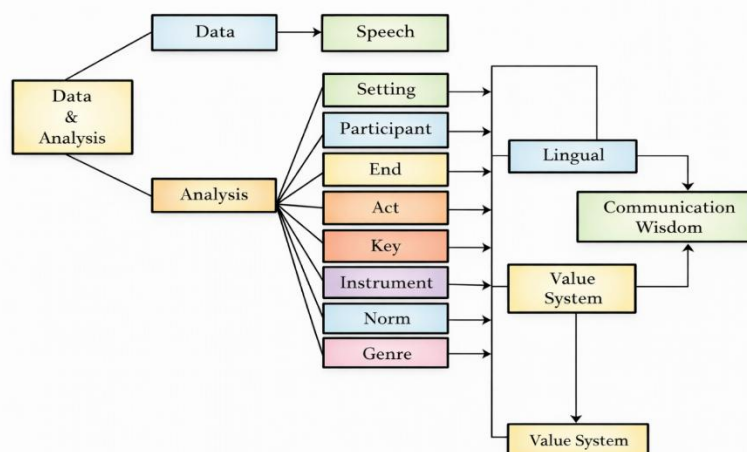 Data
Speech
Data
&
Analysis
Analysis
Setting
Participant
End
Act
Key
Instrument
Norm
Genre
Lingual
Communication
Wisdom
Value
System
Value System